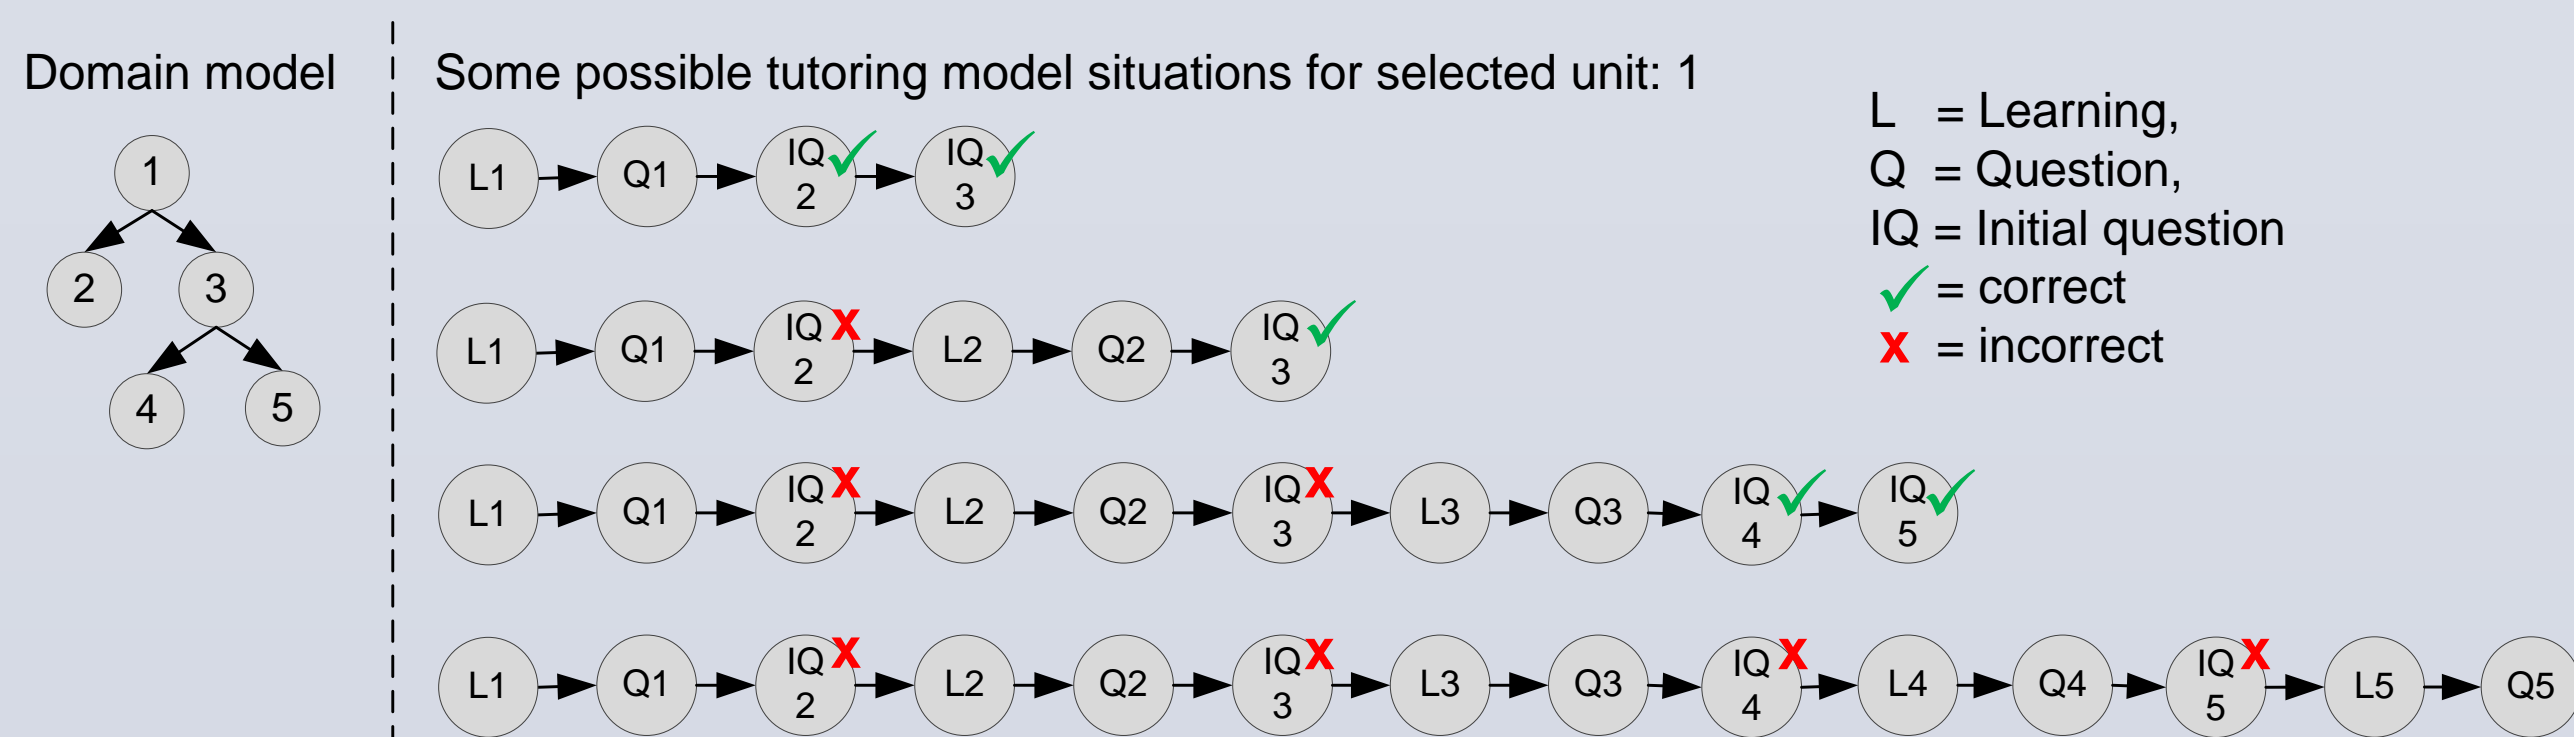 Domain model
1
2 3
4 5
Some possible tutoring model situations for selected unit: 1
L1 Q1 IQ 2 IQ 3
L1 Q1 IQ 2 X L2 Q2 IQ 3
L1 Q1 IQ 2 X L2 Q2 IQ 3 X L3 Q3 IQ 4 IQ 5
L1 Q1 IQ 2 X L2 Q2 IQ 3 X L3 Q3 IQ 4 X L4 Q4 IQ 5 X L5 Q5
L = Learning,
Q = Question,
IQ = Initial question
✓ = correct
X = incorrect